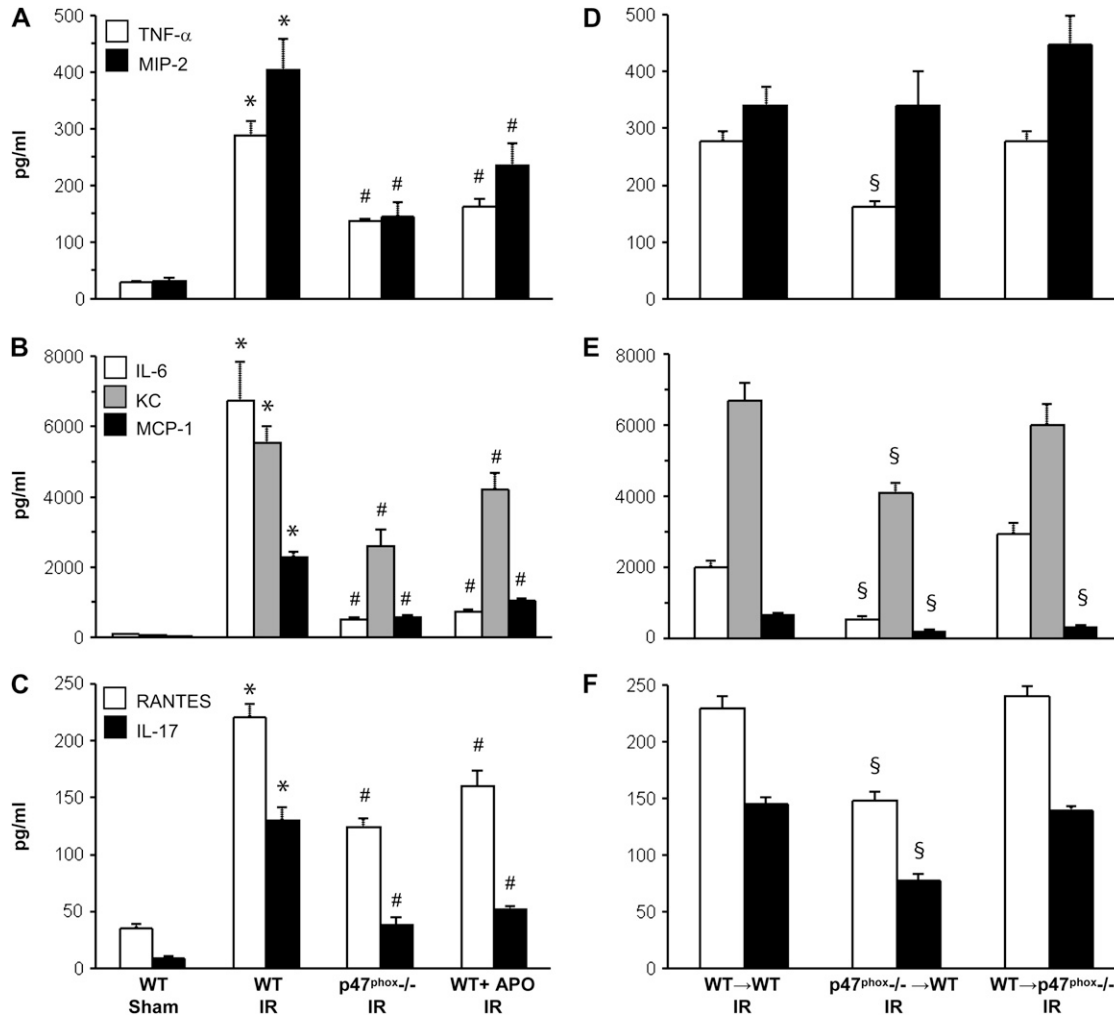 A
TNF-α
MIP-2
pg/ml
500
400
300
200
100
0
*
*
#
#
#
#
D
500
400
300
200
100
0
§
B
IL-6
KC
MCP-1
pg/ml
8000
6000
4000
2000
0
*
*
*
#
#
#
#
#
#
E
8000
6000
4000
2000
0
§
§
§
§
C
RANTES
IL-17
pg/ml
250
200
150
100
50
0
*
*
#
#
#
#
WT Sham
WT IR
p47phox-/- IR
WT+ APO IR
F
250
200
150
100
50
0
§
§
WT→WT IR
p47phox-/- →WT IR
WT→p47phox-/- IR